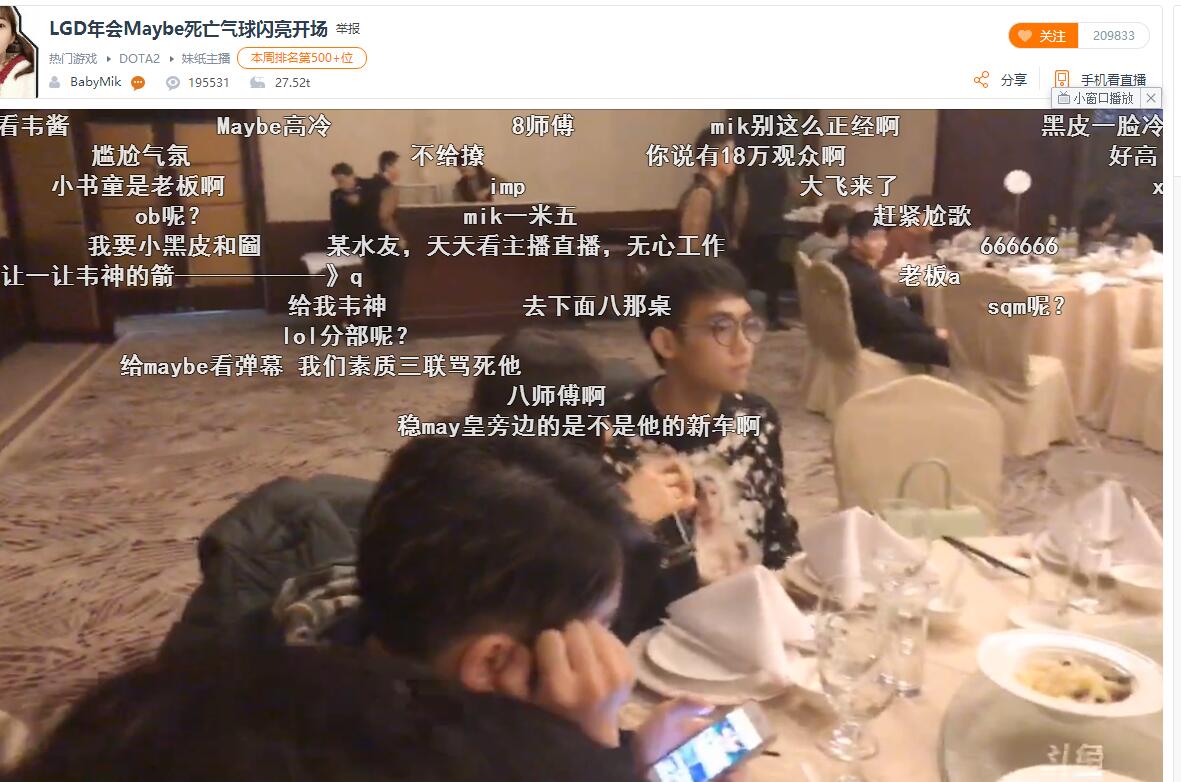 LGD年会Maybe死亡气球闪亮开场 举报
关注 209833
热门游戏 DOTA2 妹纸主播 本周排名第500+位
BabyMik 195531 27.52t
分享 手机看直播
小窗口播放
看韦酱 Maybe高冷 8师傅 mik别这么正经啊 黑皮一脸冷
尴尬气氛 不给撩 你说有18万观众啊 好高
小书童是老板啊 imp 大飞来了 x
ob呢? mik一米五 赶紧尬歌
我要小黑皮和圙 某水友，天天看主播直播，无心工作 666666
让一让韦神的箭——————》q 老板a
给我韦神 去下面八那桌 sqm呢?
lol分部呢?
给maybe看弹幕 我们素质三联骂死他
八师傅啊
稳may皇旁边的是不是他的新车啊
斗鱼